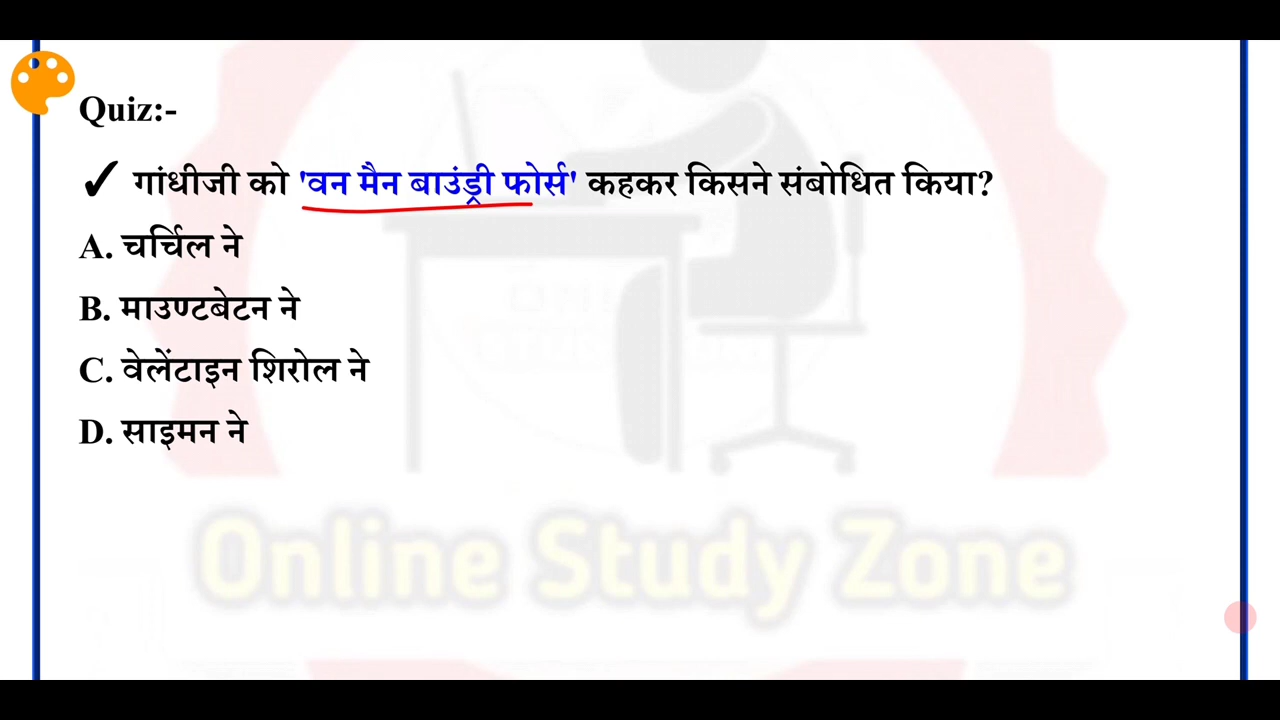 Quiz:-
✔ गांधीजी को 'वन मैन बाउंड्री फोर्स' कहकर किसने संबोधित किया?
A. चर्चिल ने
B. माउण्टबेटन ने
C. वेलेंटाइन शिरोल ने
D. साइमन ने
Online Study Zone